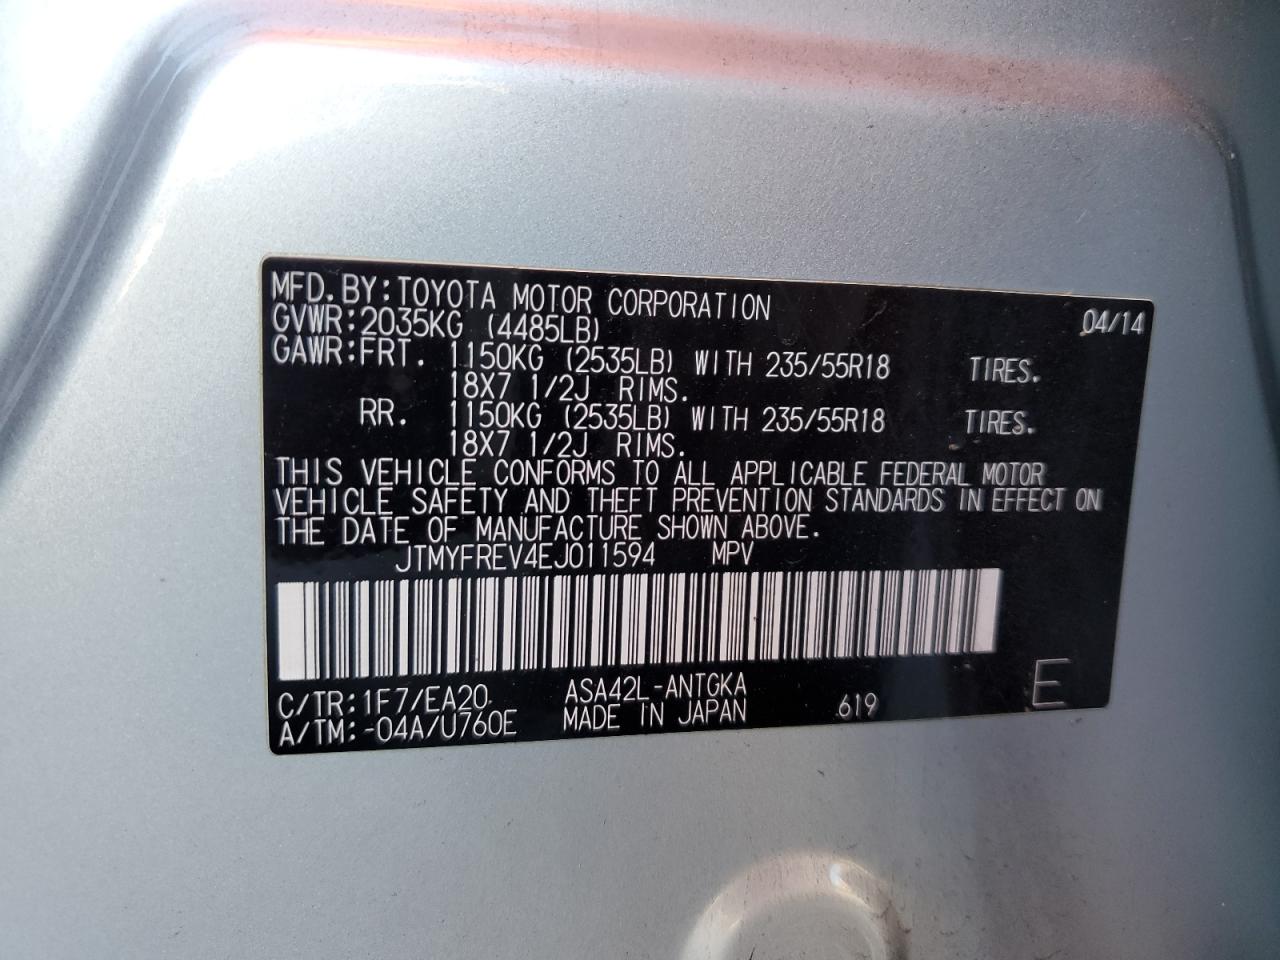 MFD. BY: TOYOTA MOTOR CORPORATION 04/14
GVWR: 2035KG (4485LB)
GAWR: FRT. 1150KG (2535LB) WITH 235/55R18 TIRES.
18X7 1/2J RIMS.
RR. 1150KG (2535LB) WITH 235/55R18 TIRES.
18X7 1/2J RIMS.
THIS VEHICLE CONFORMS TO ALL APPLICABLE FEDERAL MOTOR
VEHICLE SAFETY AND THEFT PREVENTION STANDARDS IN EFFECT ON
THE DATE OF MANUFACTURE SHOWN ABOVE.
JTMYFREV4EJ011594 MPV
C/TR: 1F7/EA20 ASA42L-ANTGKA
A/TM: -04A/U760E MADE IN JAPAN 619 E